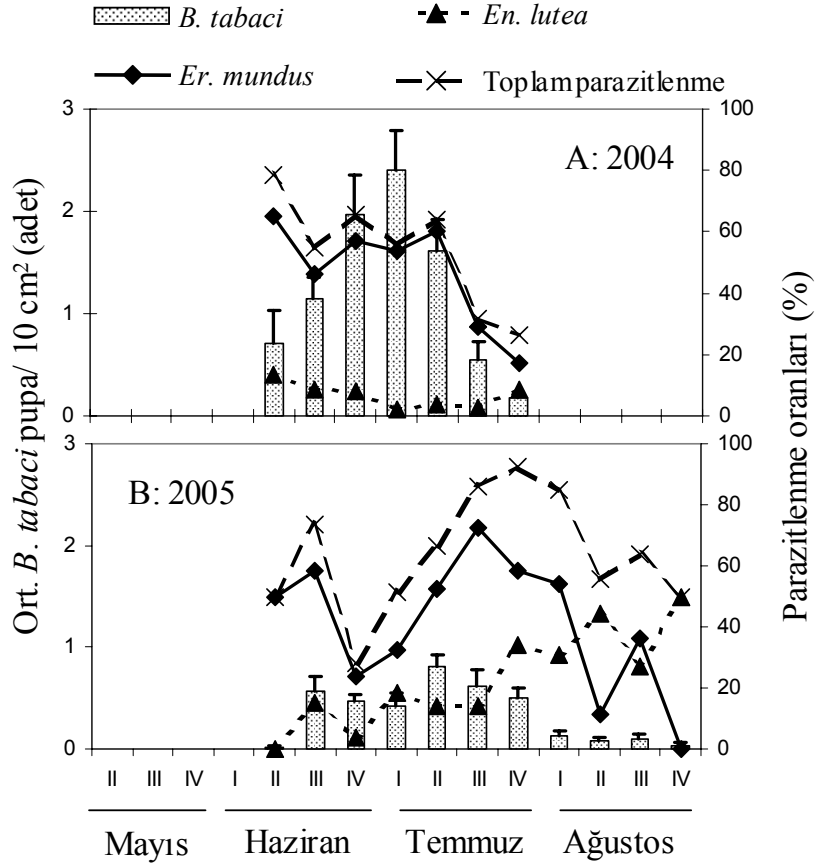 B. tabaci
En. lutea
Er. mundus
Toplamparazitlenme
Ort. B. tabaci pupa/ 10 cm² (adet)
Parazitlenme oranları (%)
3
2
1
0
100
80
60
40
20
0
A: 2004
3
2
1
0
100
80
60
40
20
0
B: 2005
II III IV I II III IV I II III IV I II III IV
Mayıs Haziran Temmuz Ağustos